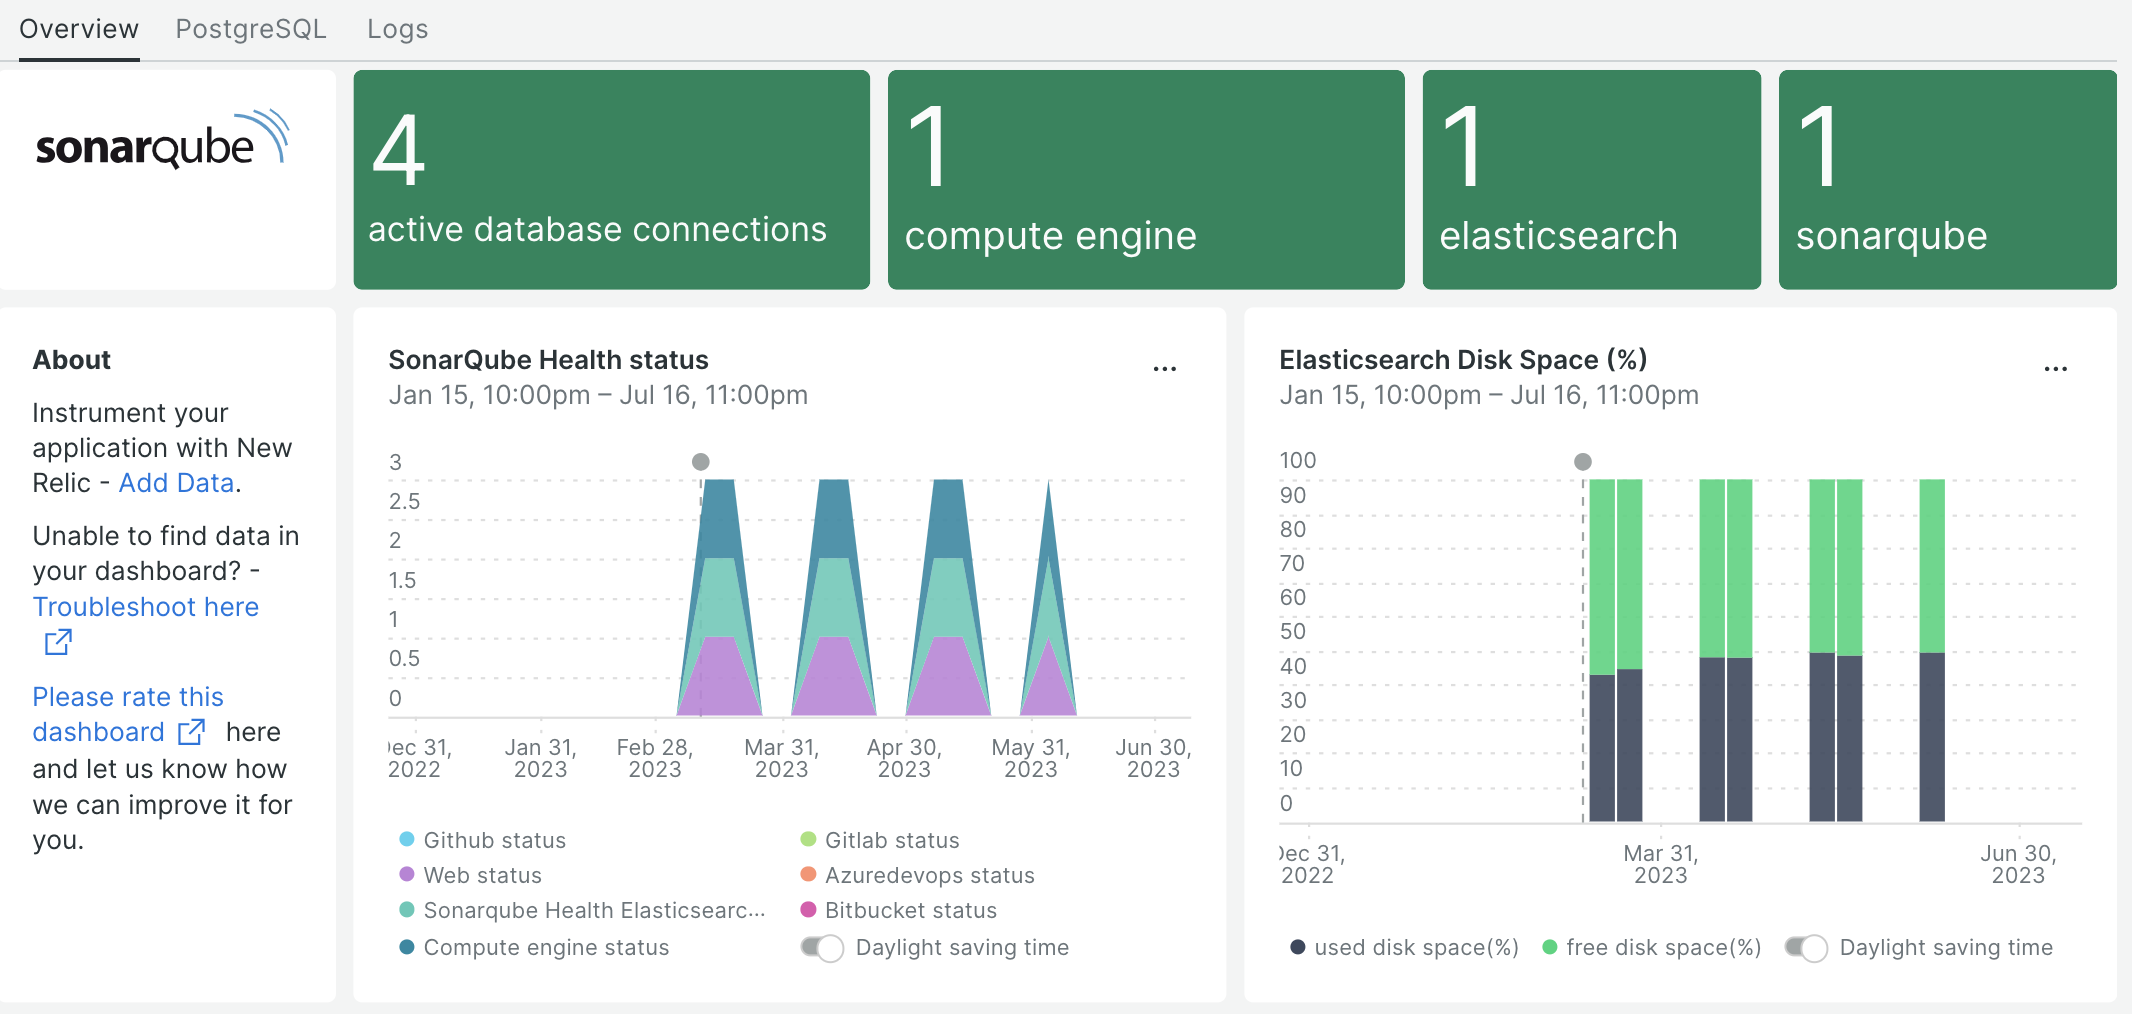 Overview PostgreSQL Logs
sonarqube
4
active database connections
1
compute engine
1
elasticsearch
1
sonarqube
About
Instrument your
application with New
Relic - Add Data.
Unable to find data in
your dashboard? -
Troubleshoot here
Please rate this
dashboard here
and let us know how
we can improve it for
you.
SonarQube Health status
...
Jan 15, 10:00pm – Jul 16, 11:00pm
3
2.5
2
1.5
1
0.5
0
ec 31, Jan 31, Feb 28, Mar 31, Apr 30, May 31, Jun 30,
2022 2023 2023 2023 2023 2023 2023
Github status Gitlab status
Web status Azuredevops status
Sonarqube Health Elasticsearc... Bitbucket status
Compute engine status Daylight saving time
Elasticsearch Disk Space (%)
...
Jan 15, 10:00pm – Jul 16, 11:00pm
100
90
80
70
60
50
40
30
20
10
0
ec 31, Mar 31, Jun 30,
2022 2023 2023
used disk space(%) free disk space(%) Daylight saving time